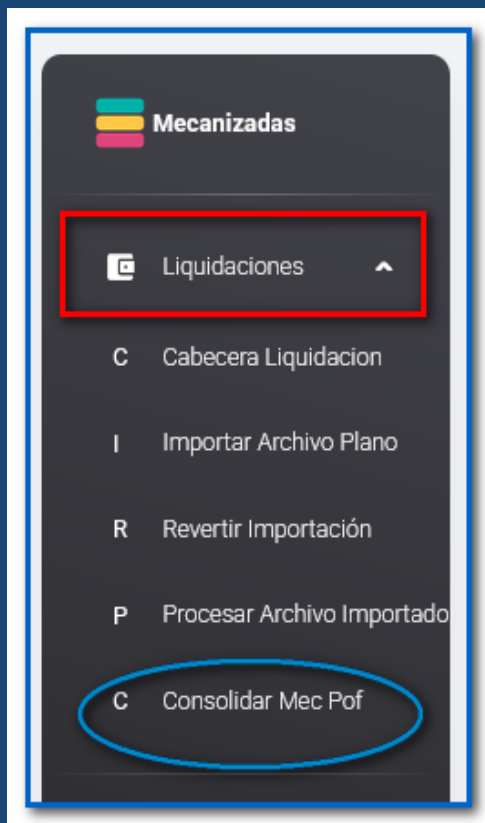 Mecanizadas
Liquidaciones
C Cabecera Liquidacion
I Importar Archivo Plano
R Revertir Importación
P Procesar Archivo Importado
C Consolidar Mec Pof